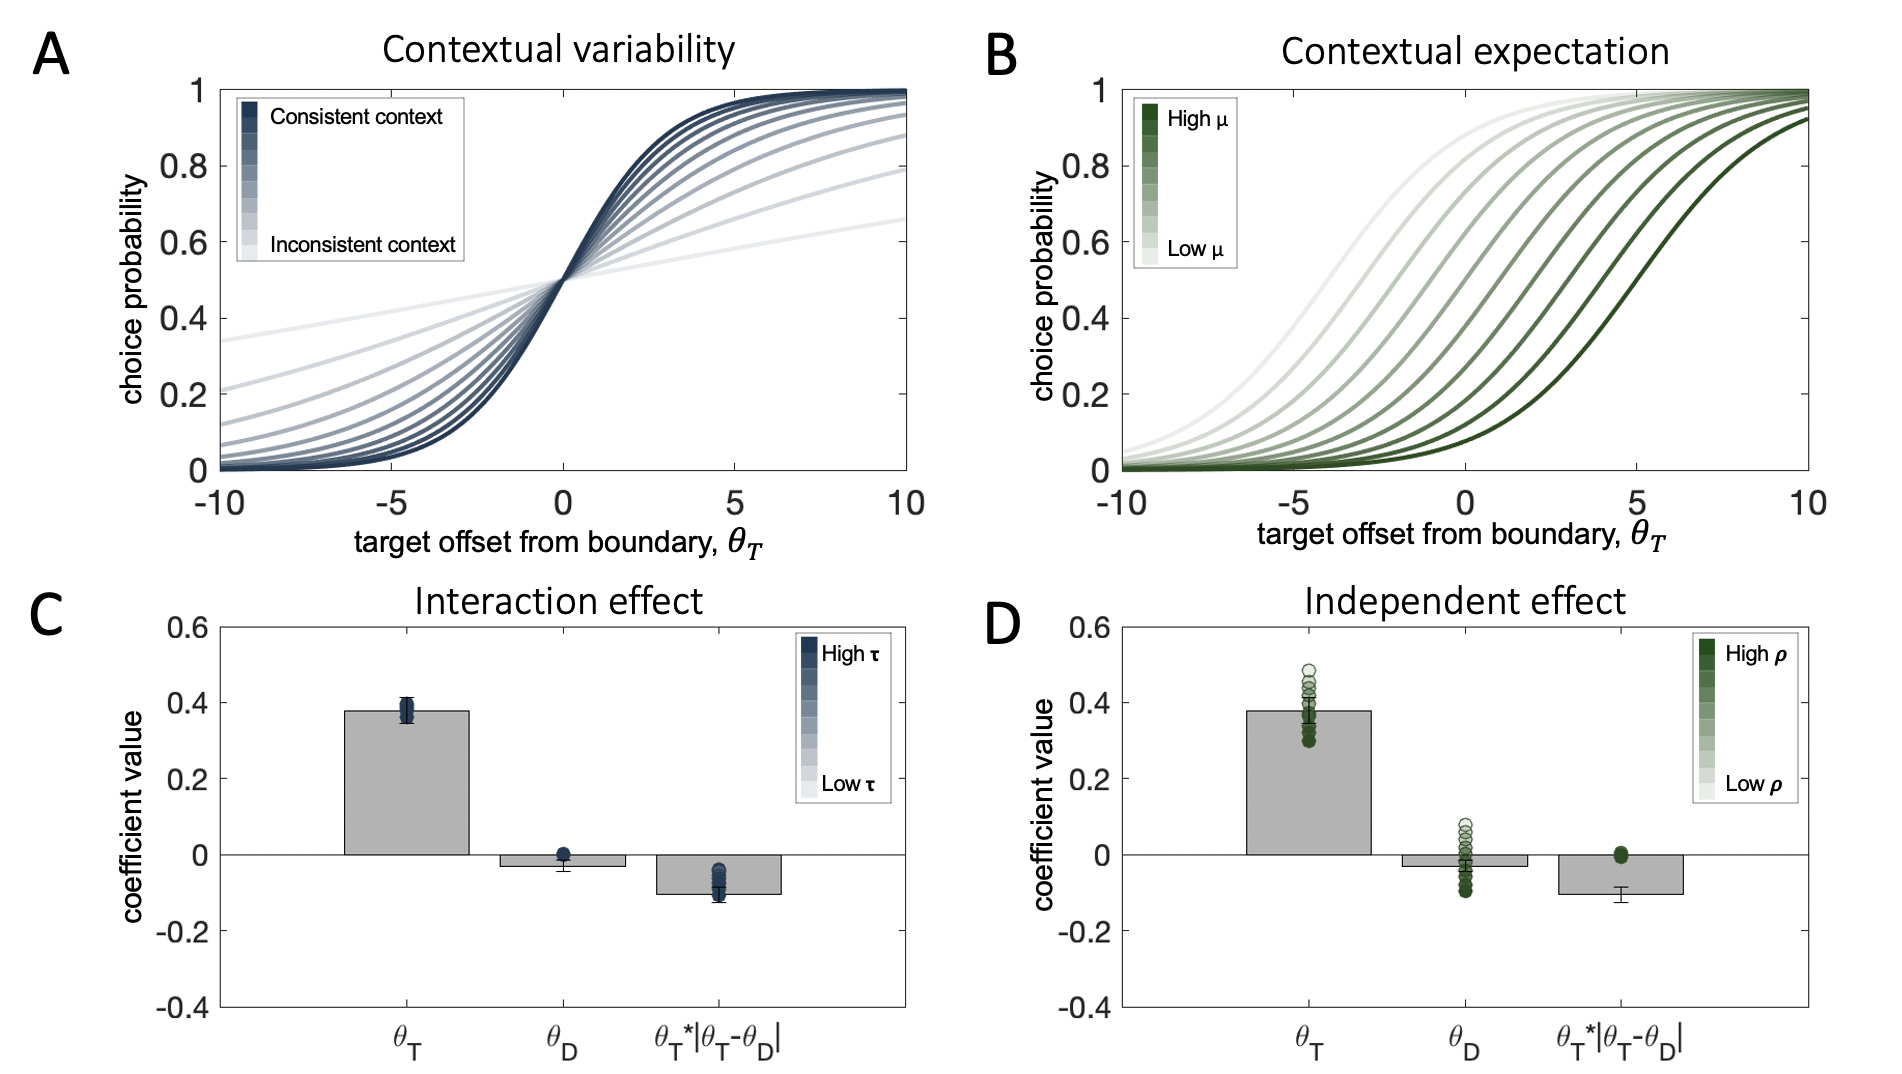 A
Contextual variability
1
0.8
0.6
0.4
0.2
0
choice probability
Consistent context
Inconsistent context
-10
-5
0
5
10
target offset from boundary, θT
B
Contextual expectation
1
0.8
0.6
0.4
0.2
0
choice probability
High μ
Low μ
-10
-5
0
5
10
target offset from boundary, θT
C
Interaction effect
0.6
0.4
0.2
0
-0.2
-0.4
coefficient value
High τ
Low τ
θT
θD
θT*|θT-θD|
D
Independent effect
0.6
0.4
0.2
0
-0.2
-0.4
coefficient value
High ρ
Low ρ
θT
θD
θT*|θT-θD|